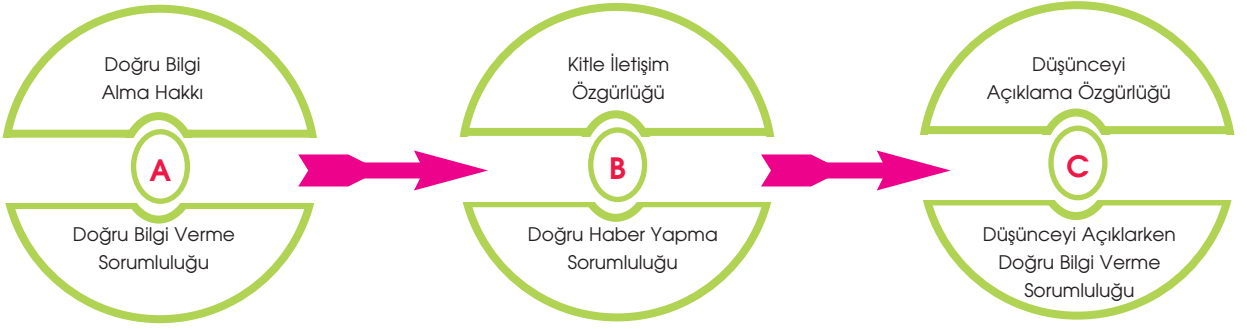 Doğru Bilgi
Alma Hakkı
A
Doğru Bilgi Verme
Sorumluluğu
Kitle İletişim
Özgürlüğü
B
Doğru Haber Yapma
Sorumluluğu
Düşünceyi
Açıklama Özgürlüğü
C
Düşünceyi Açıklarken
Doğru Bilgi Verme
Sorumluluğu